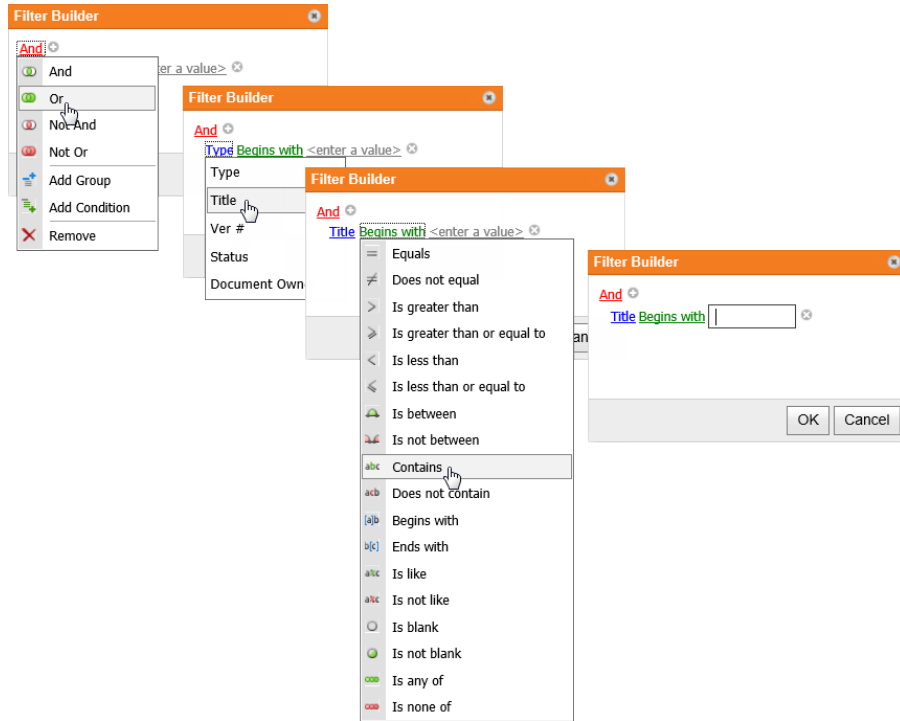 Filter Builder
And
And
Or
Not And
Not Or
Add Group
Add Condition
Remove
er a value>
Filter Builder
And
Type Begins with <enter a value>
Type
Title
Ver #
Status
Document Own
Filter Builder
And
Title Begins with <enter a value>
Equals
Does not equal
Is greater than
Is greater than or equal to
Is less than
Is less than or equal to
Is between
Is not between
abc Contains
acb Does not contain
[a]b Begins with
b[c] Ends with
a%c Is like
a%c Is not like
Is blank
Is not blank
Is any of
Is none of
an
Filter Builder
And
Title Begins with
OK Cancel